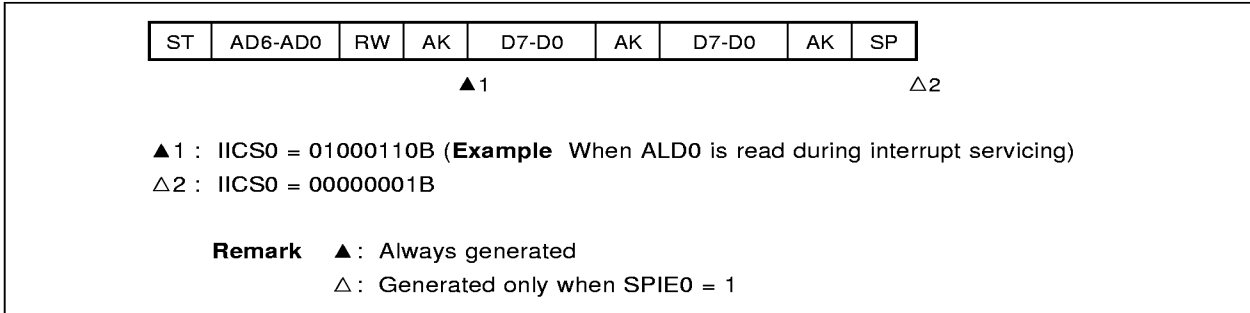 ST AD6-AD0 RW AK D7-D0 AK D7-D0 AK SP
▲1 △2
▲1 : IICS0 = 01000110B (Example When ALD0 is read during interrupt servicing)
△2 : IICS0 = 00000001B
Remark ▲ : Always generated
△ : Generated only when SPIE0 = 1